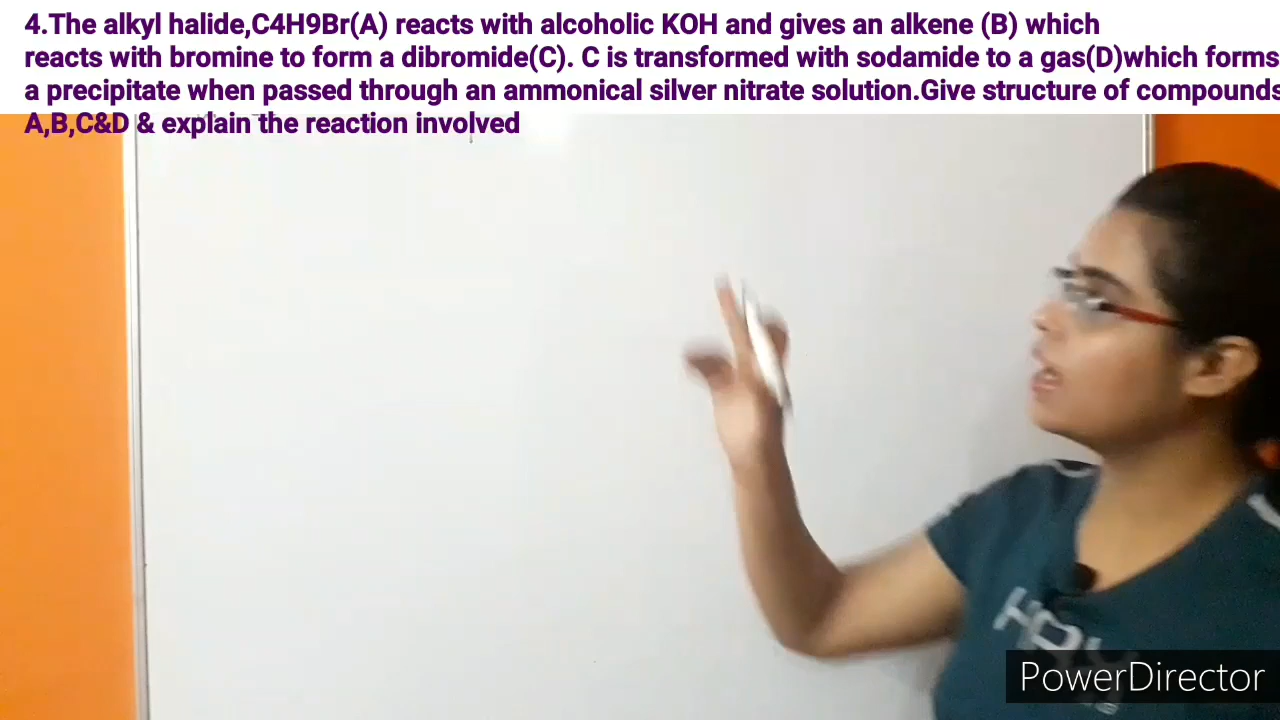 4.The alkyl halide,C4H9Br(A) reacts with alcoholic KOH and gives an alkene (B) which
reacts with bromine to form a dibromide(C). C is transformed with sodamide to a gas(D)which forms
a precipitate when passed through an ammonical silver nitrate solution.Give structure of compounds
A,B,C&D & explain the reaction involved
PowerDirector